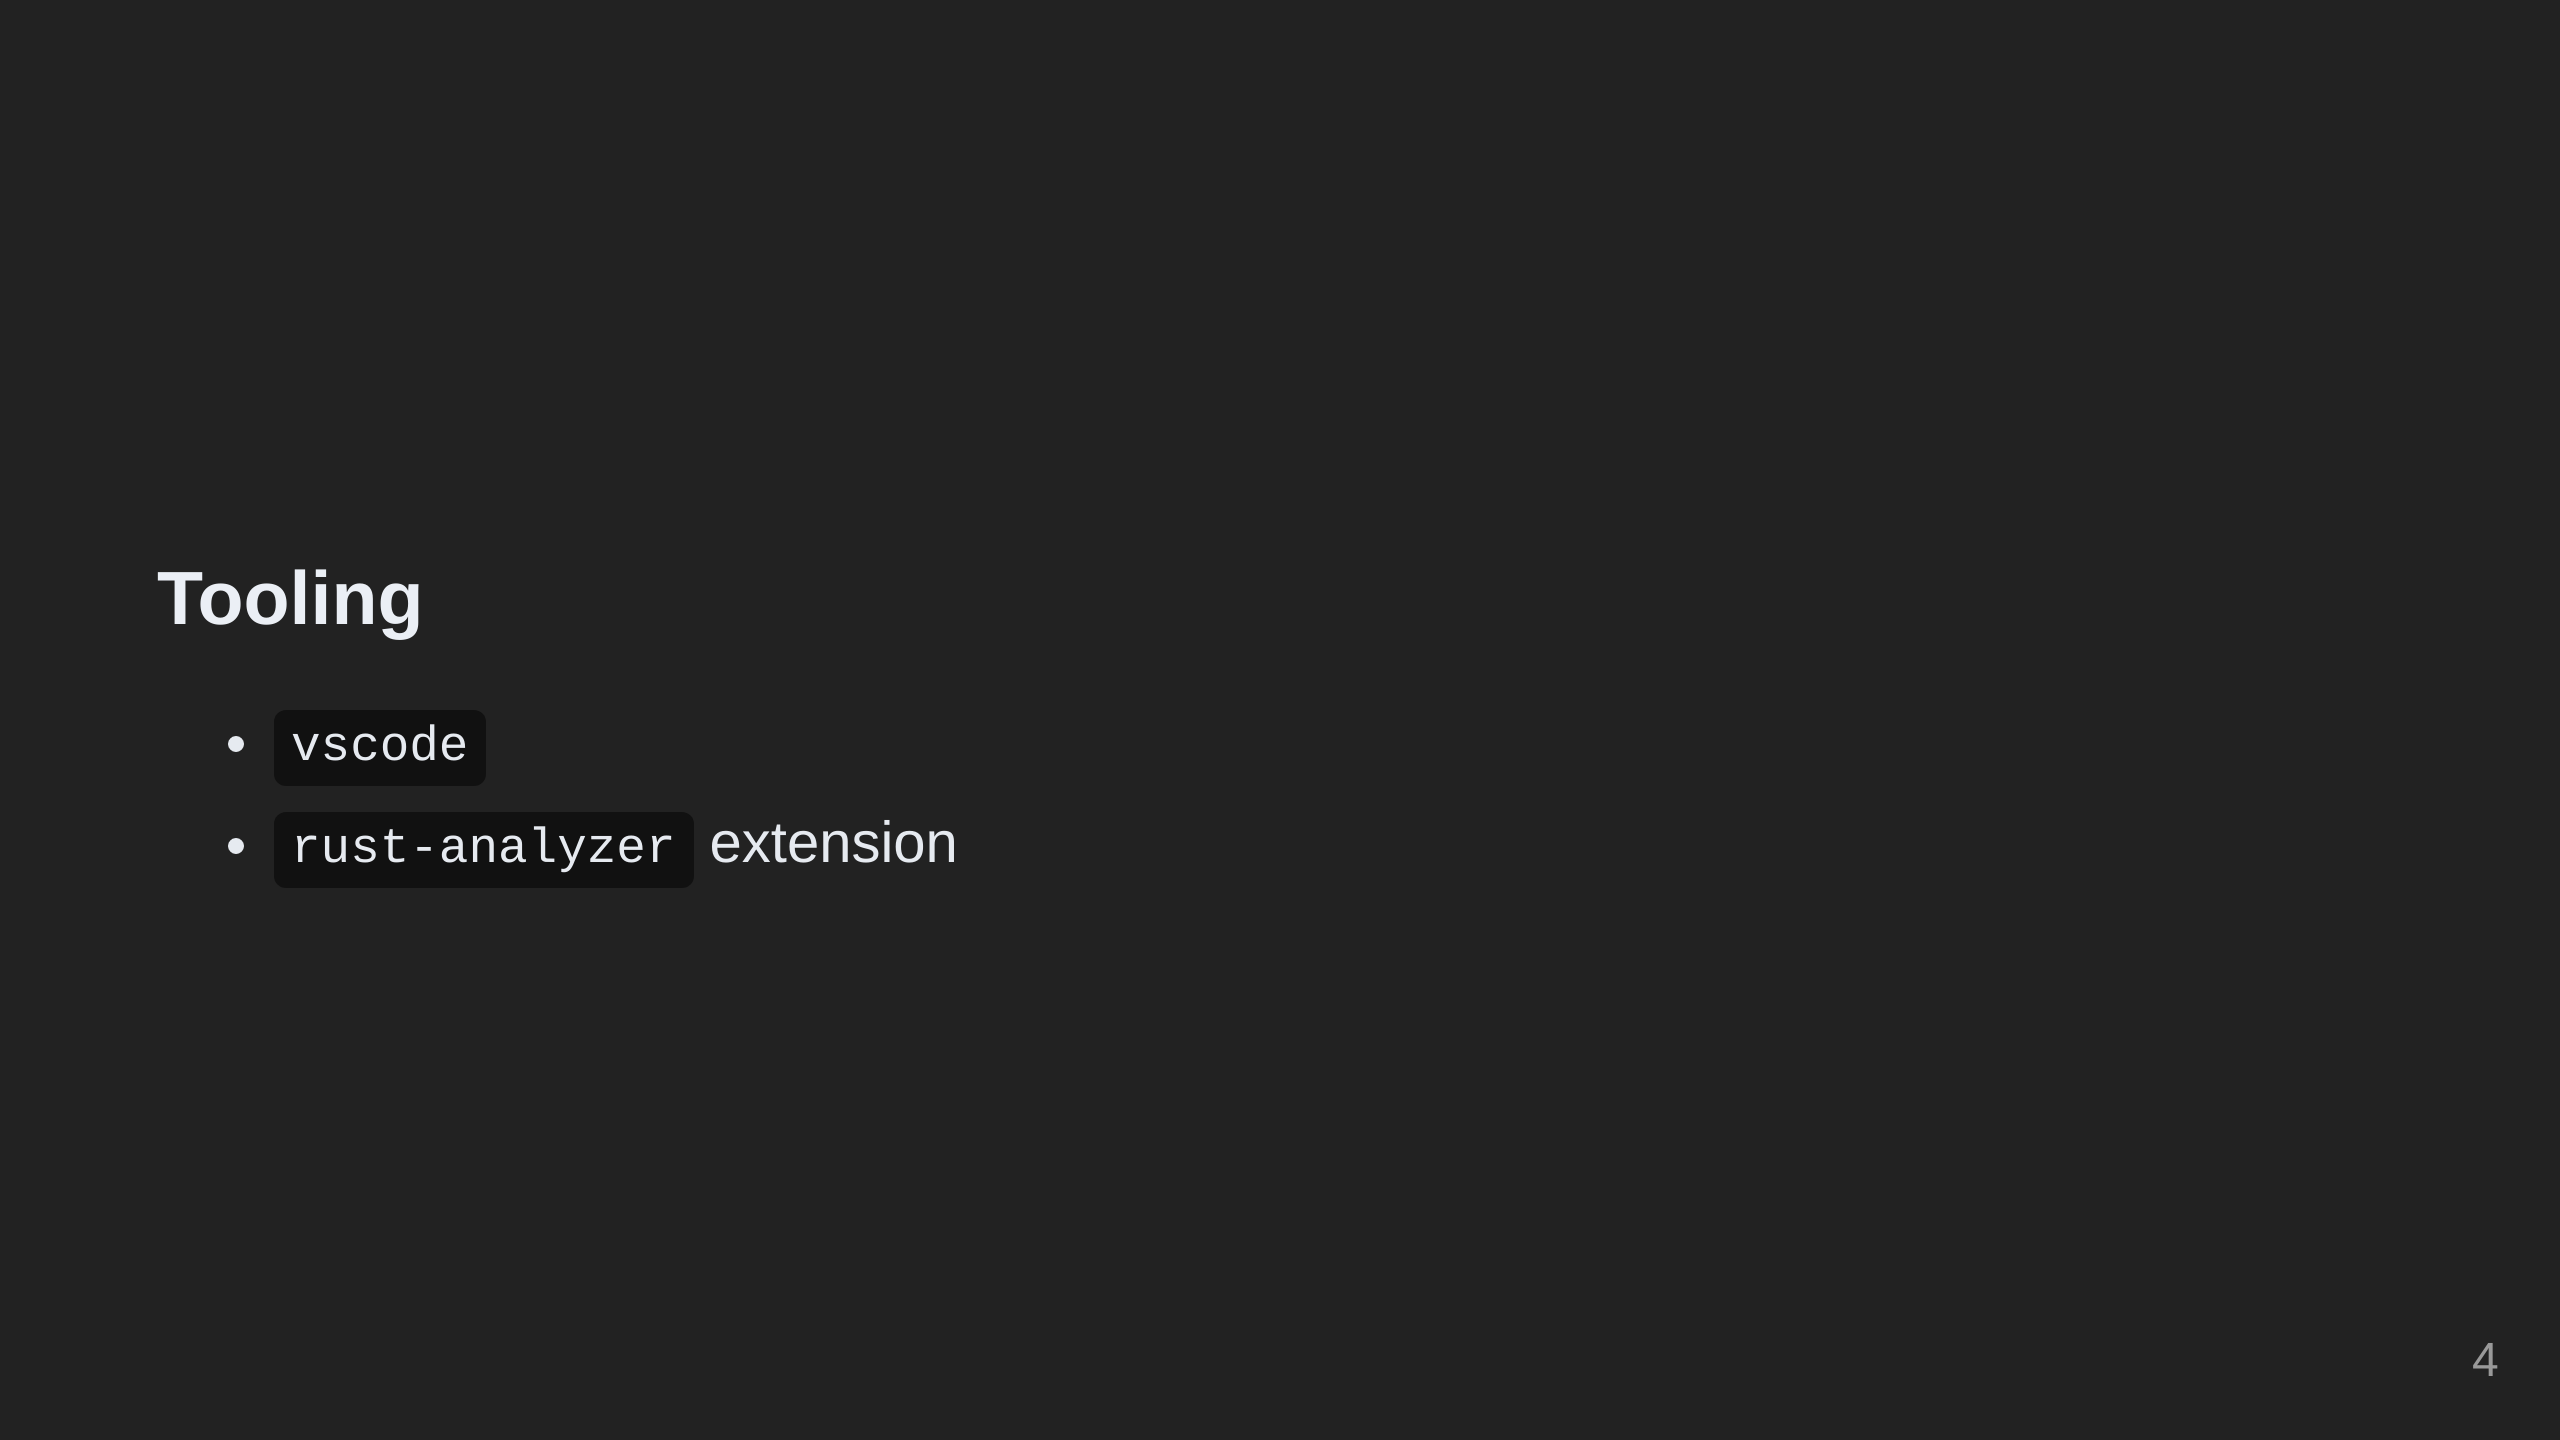 Tooling
vscode
rust-analyzer extension
4